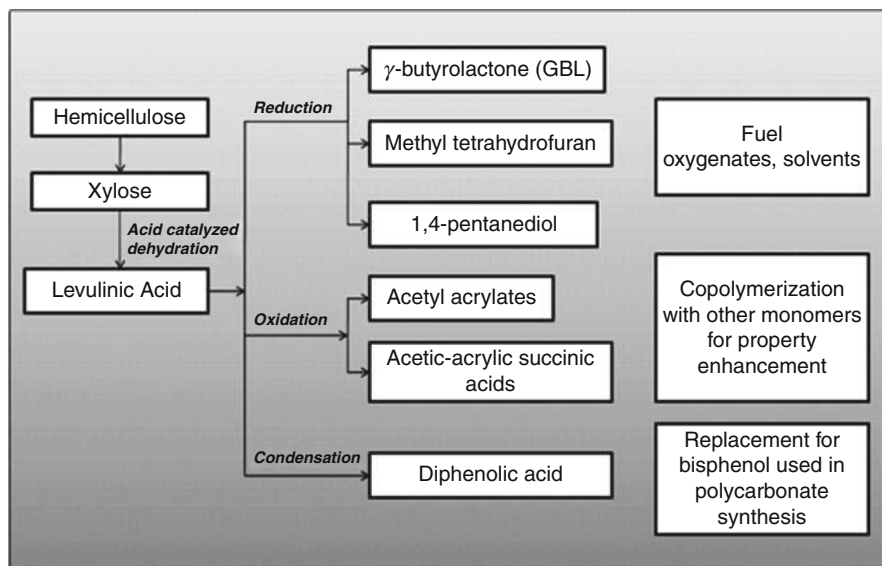 Hemicellulose
Xylose
Acid catalyzed
dehydration
Levulinic Acid
Reduction
γ-butyrolactone (GBL)
Methyl tetrahydrofuran
1,4-pentanediol
Fuel
oxygenates, solvents
Oxidation
Acetyl acrylates
Acetic-acrylic succinic
acids
Copolymerization
with other monomers
for property
enhancement
Condensation
Diphenolic acid
Replacement for
bisphenol used in
polycarbonate
synthesis